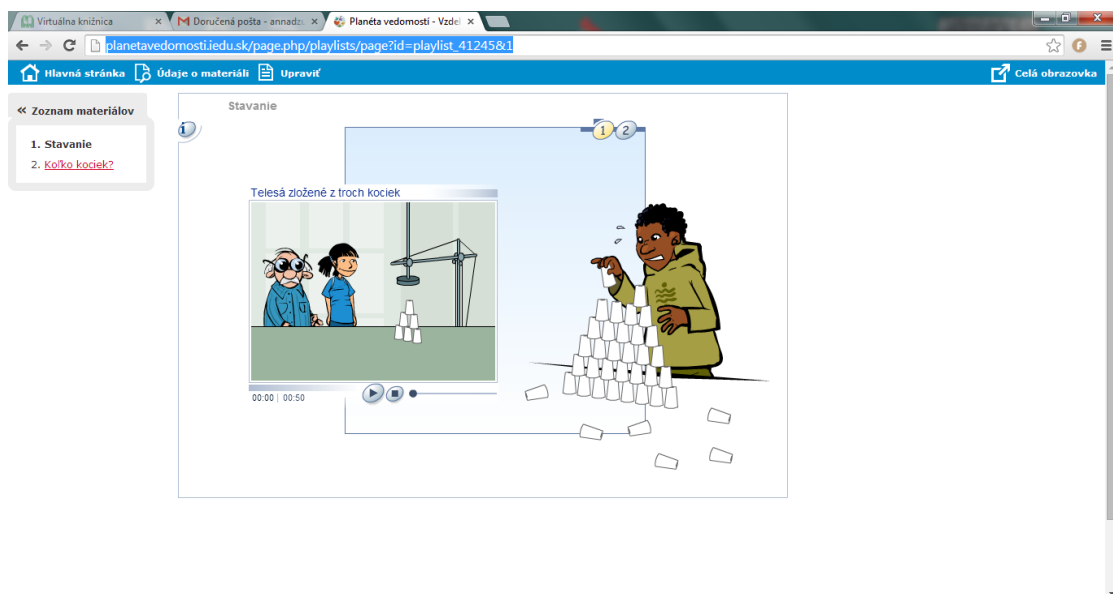 Virtuálna knižnica
Doručená pošta - annadzu
Planéta vedomostí - Vzdel
planetavedomosti.iedu.sk/page.php/playlists/page?id=playlist_41245&1
Hlavná stránka Údaje o materiáli Upraviť Celá obrazovka
« Zoznam materiálov
1. Stavanie
2. Koľko kociek?
Stavanie
i
1 2
Telesá zložené z troch kociek
00:00 | 00:50